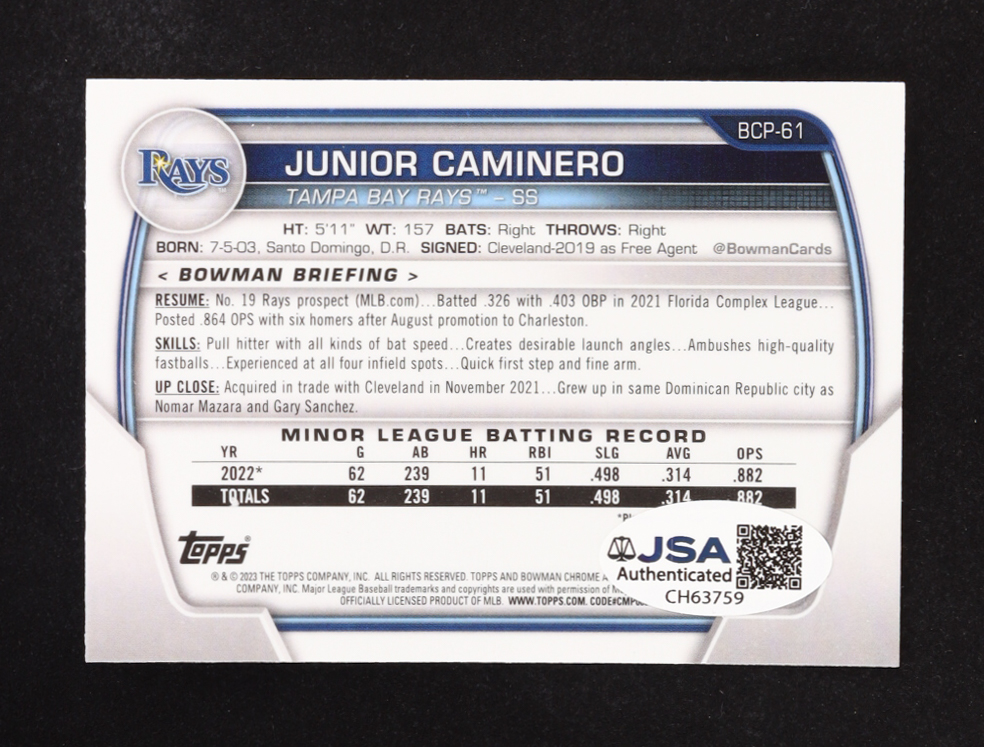 BCP-61
RAYS™
JUNIOR CAMINERO
TAMPA BAY RAYS™ – SS
HT: 5'11" WT: 157 BATS: Right THROWS: Right
BORN: 7-5-03, Santo Domingo, D.R. SIGNED: Cleveland-2019 as Free Agent @BowmanCards
< BOWMAN BRIEFING >
RESUME: No. 19 Rays prospect (MLB.com)...Batted .326 with .403 OBP in 2021 Florida Complex League...
Posted .864 OPS with six homers after August promotion to Charleston.
SKILLS: Pull hitter with all kinds of bat speed...Creates desirable launch angles...Ambushes high-quality
fastballs...Experienced at all four infield spots...Quick first step and fine arm.
UP CLOSE: Acquired in trade with Cleveland in November 2021...Grew up in same Dominican Republic city as
Nomar Mazara and Gary Sanchez.
MINOR LEAGUE BATTING RECORD
YR G AB HR RBI SLG AVG OPS
2022* 62 239 11 51 .498 .314 .882
TOTALS 62 239 11 51 .498 .314 .882
Topps®
® & © 2023 THE TOPPS COMPANY, INC. ALL RIGHTS RESERVED. TOPPS AND BOWMAN CHROME A
COMPANY, INC. Major League Baseball trademarks and copyrights are used with permission of
OFFICIALLY LICENSED PRODUCT OF MLB. WWW.TOPPS.COM.
JSA
Authenticated
CH63759